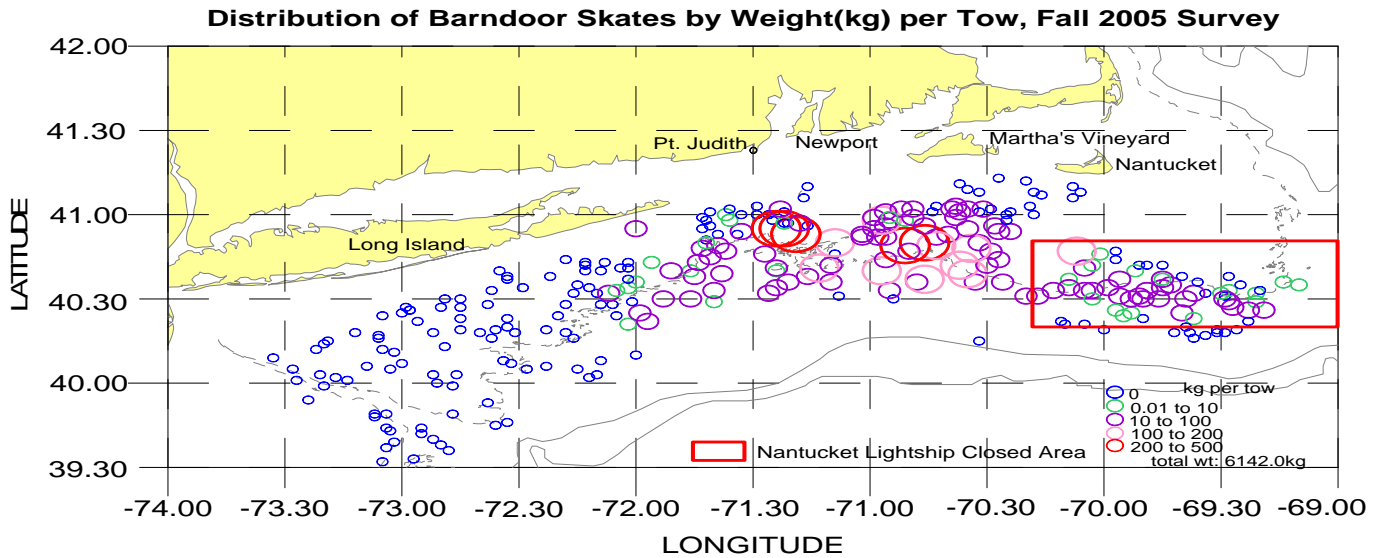 Distribution of Barndoor Skates by Weight(kg) per Tow, Fall 2005 Survey
42.00
41.30
41.00
40.30
40.00
39.30
LATITUDE
Pt. Judith
Newport
Martha's Vineyard
Nantucket
Long Island
kg per tow
0
0.01 to 10
10 to 100
100 to 200
200 to 500
total wt: 6142.0kg
Nantucket Lightship Closed Area
-74.00 -73.30 -73.00 -72.30 -72.00 -71.30 -71.00 -70.30 -70.00 -69.30 -69.00
LONGITUDE